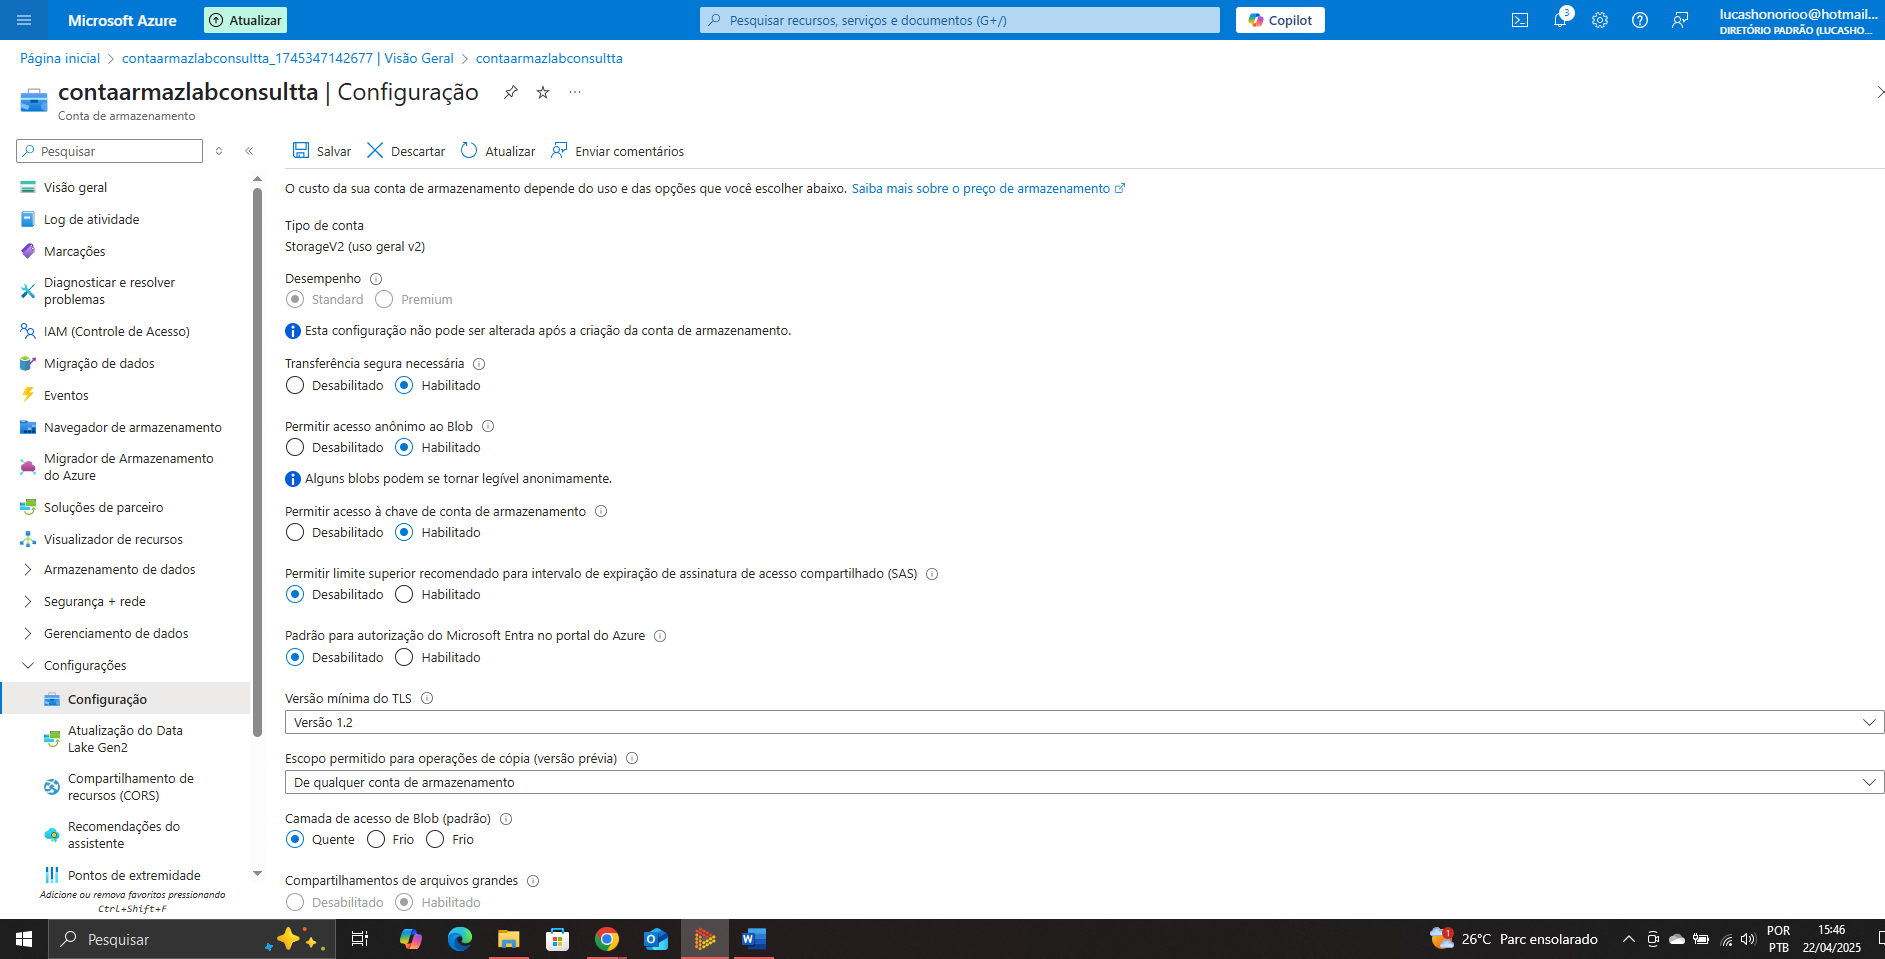 Microsoft Azure
Atualizar
Pesquisar recursos, serviços e documentos (G+/)
Copilot
3
lucashonorioo@hotmail...
DIRETÓRIO PADRÃO (LUCASHO...
Página inicial
contaarmazlabconsultta_1745347142677 | Visão Geral
contaarmazlabconsultta
contaarmazlabconsultta | Configuração
Conta de armazenamento
Pesquisar
Visão geral
Log de atividade
Marcações
Diagnosticar e resolver
problemas
IAM (Controle de Acesso)
Migração de dados
Eventos
Navegador de armazenamento
Migrador de Armazenamento
do Azure
Soluções de parceiro
Visualizador de recursos
Armazenamento de dados
Segurança + rede
Gerenciamento de dados
Configurações
Configuração
Atualização do Data
Lake Gen2
Compartilhamento de
recursos (CORS)
Recomendações do
assistente
Pontos de extremidade
Adicione ou remova favoritos pressionando
Ctrl+Shift+F
Salvar
Descartar
Atualizar
Enviar comentários
O custo da sua conta de armazenamento depende do uso e das opções que você escolher abaixo. Saiba mais sobre o preço de armazenamento
Tipo de conta
StorageV2 (uso geral v2)
Desempenho
Standard Premium
Esta configuração não pode ser alterada após a criação da conta de armazenamento.
Transferência segura necessária
Desabilitado Habilitado
Permitir acesso anônimo ao Blob
Desabilitado Habilitado
Alguns blobs podem se tornar legível anonimamente.
Permitir acesso à chave de conta de armazenamento
Desabilitado Habilitado
Permitir limite superior recomendado para intervalo de expiração de assinatura de acesso compartilhado (SAS)
Desabilitado Habilitado
Padrão para autorização do Microsoft Entra no portal do Azure
Desabilitado Habilitado
Versão mínima do TLS
Versão 1.2
Escopo permitido para operações de cópia (versão prévia)
De qualquer conta de armazenamento
Camada de acesso de Blob (padrão)
Quente Frio Frio
Compartilhamentos de arquivos grandes
Desabilitado Habilitado
Pesquisar
1
26°C Parc ensolarado
POR
PTB
15:46
22/04/2025